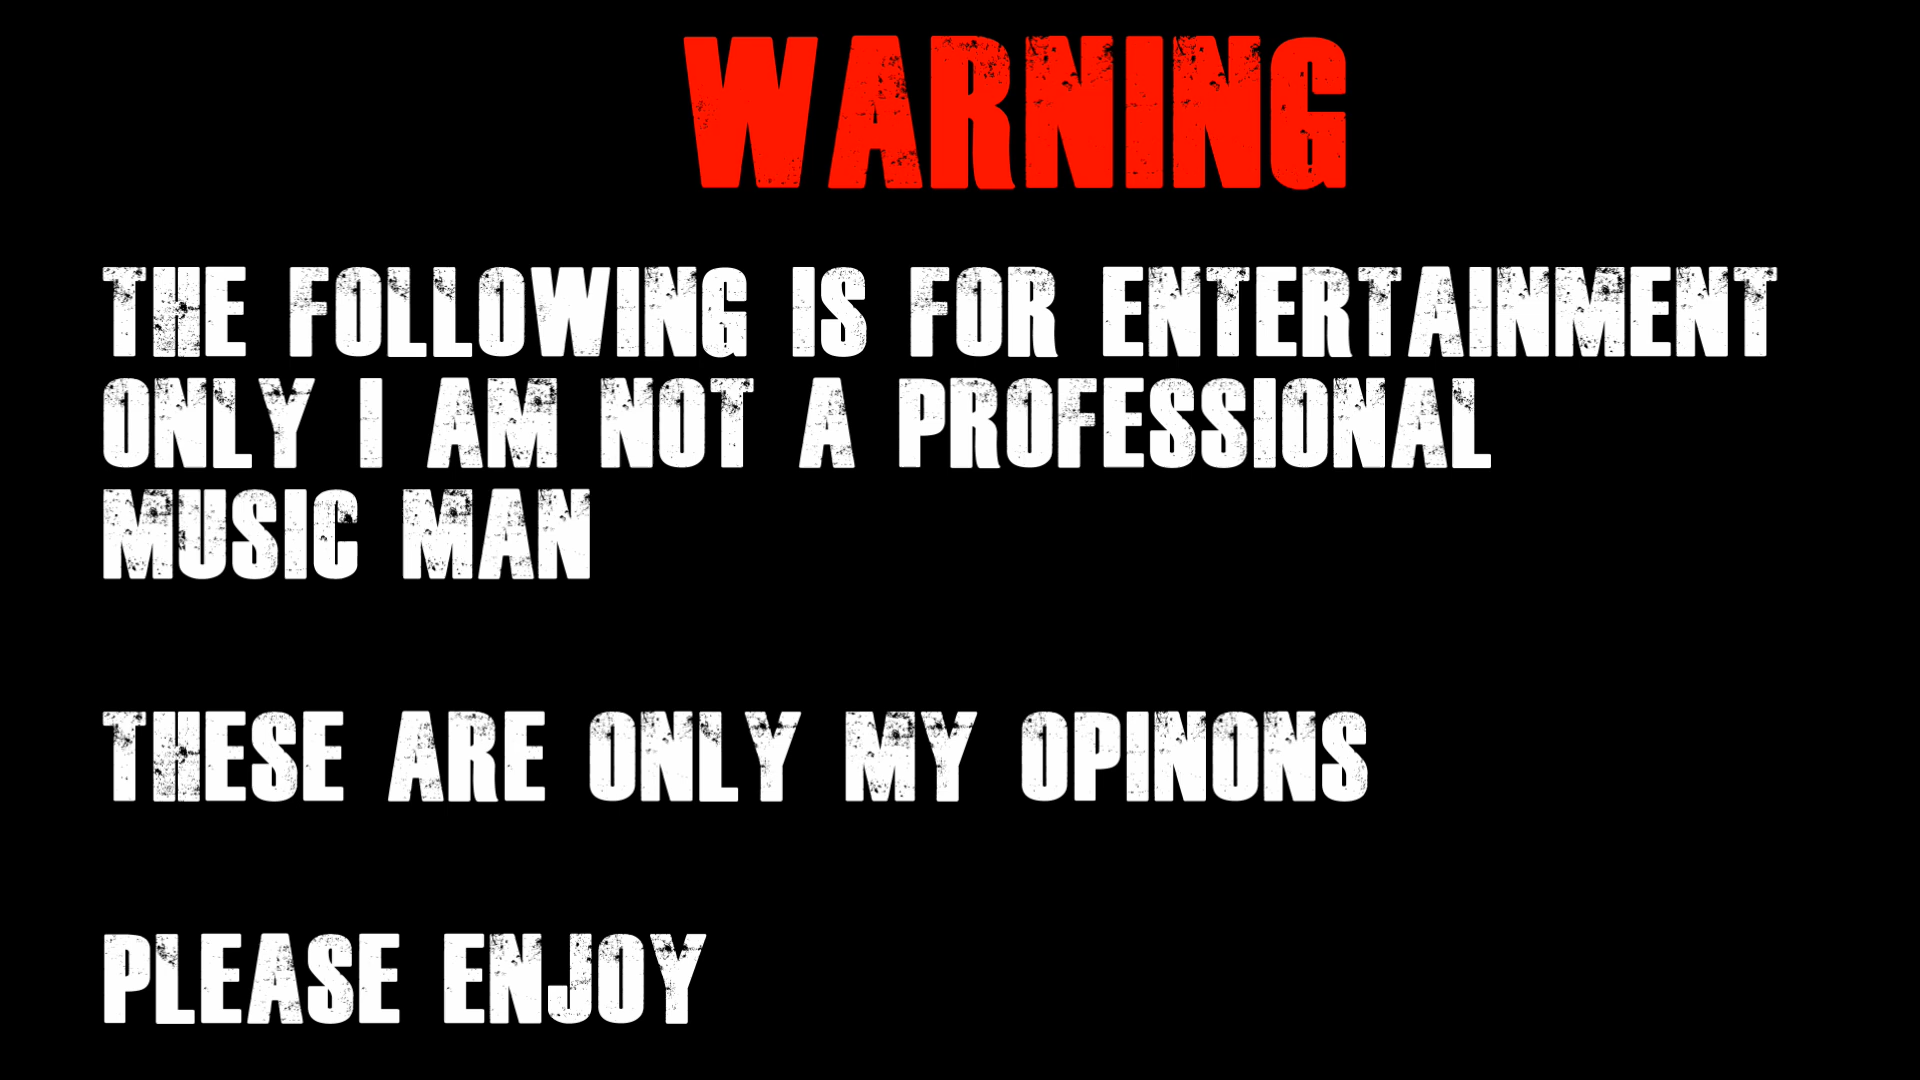 WARNING
THE FOLLOWING IS FOR ENTERTAINMENT
ONLY I AM NOT A PROFESSIONAL
MUSIC MAN
THESE ARE ONLY MY OPINONS
PLEASE ENJOY